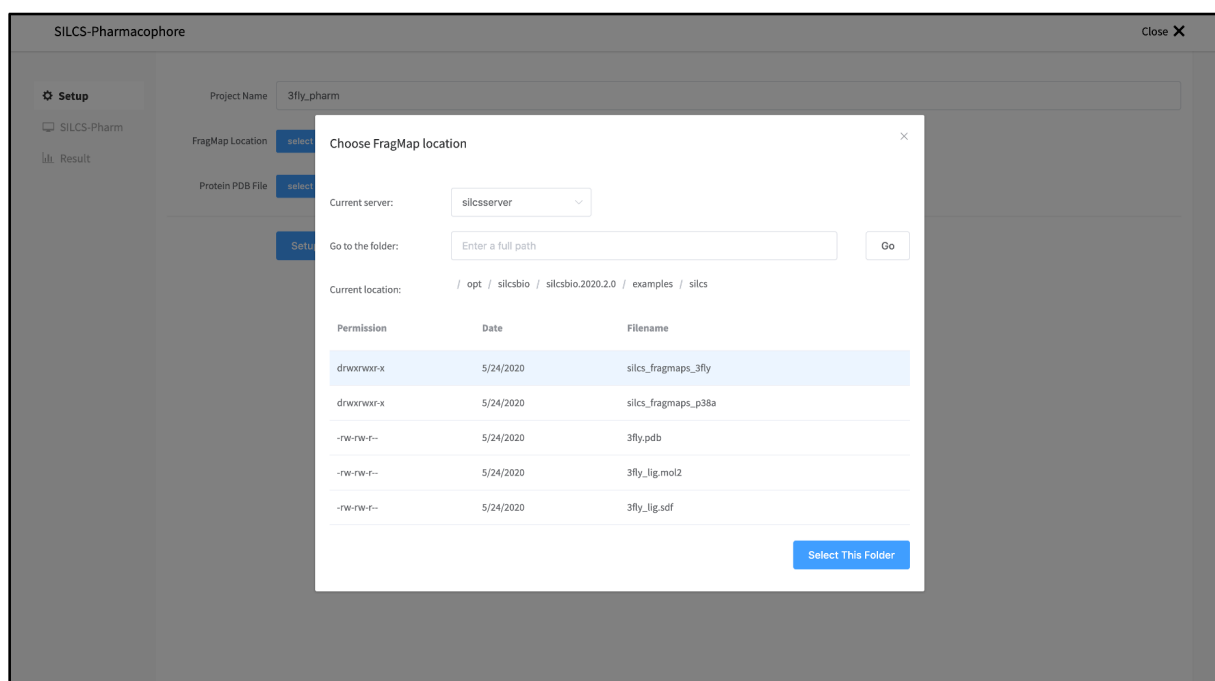 SILCS-Pharmacophore Close
Setup
Project Name 3fly_pharm
SILCS-Pharm
FragMap Location select
Result
Protein PDB File select
Setu
Choose FragMap location
Current server: silcsserver
Go to the folder: Enter a full path Go
Current location: / opt / silcsbio / silcsbio.2020.2.0 / examples / silcs
Permission Date Filename
drwxrwxr-x 5/24/2020 silcs_fragmaps_3fly
drwxrwxr-x 5/24/2020 silcs_fragmaps_p38a
-rw-rw-r-- 5/24/2020 3fly.pdb
-rw-rw-r-- 5/24/2020 3fly_lig.mol2
-rw-rw-r-- 5/24/2020 3fly_lig.sdf
Select This Folder